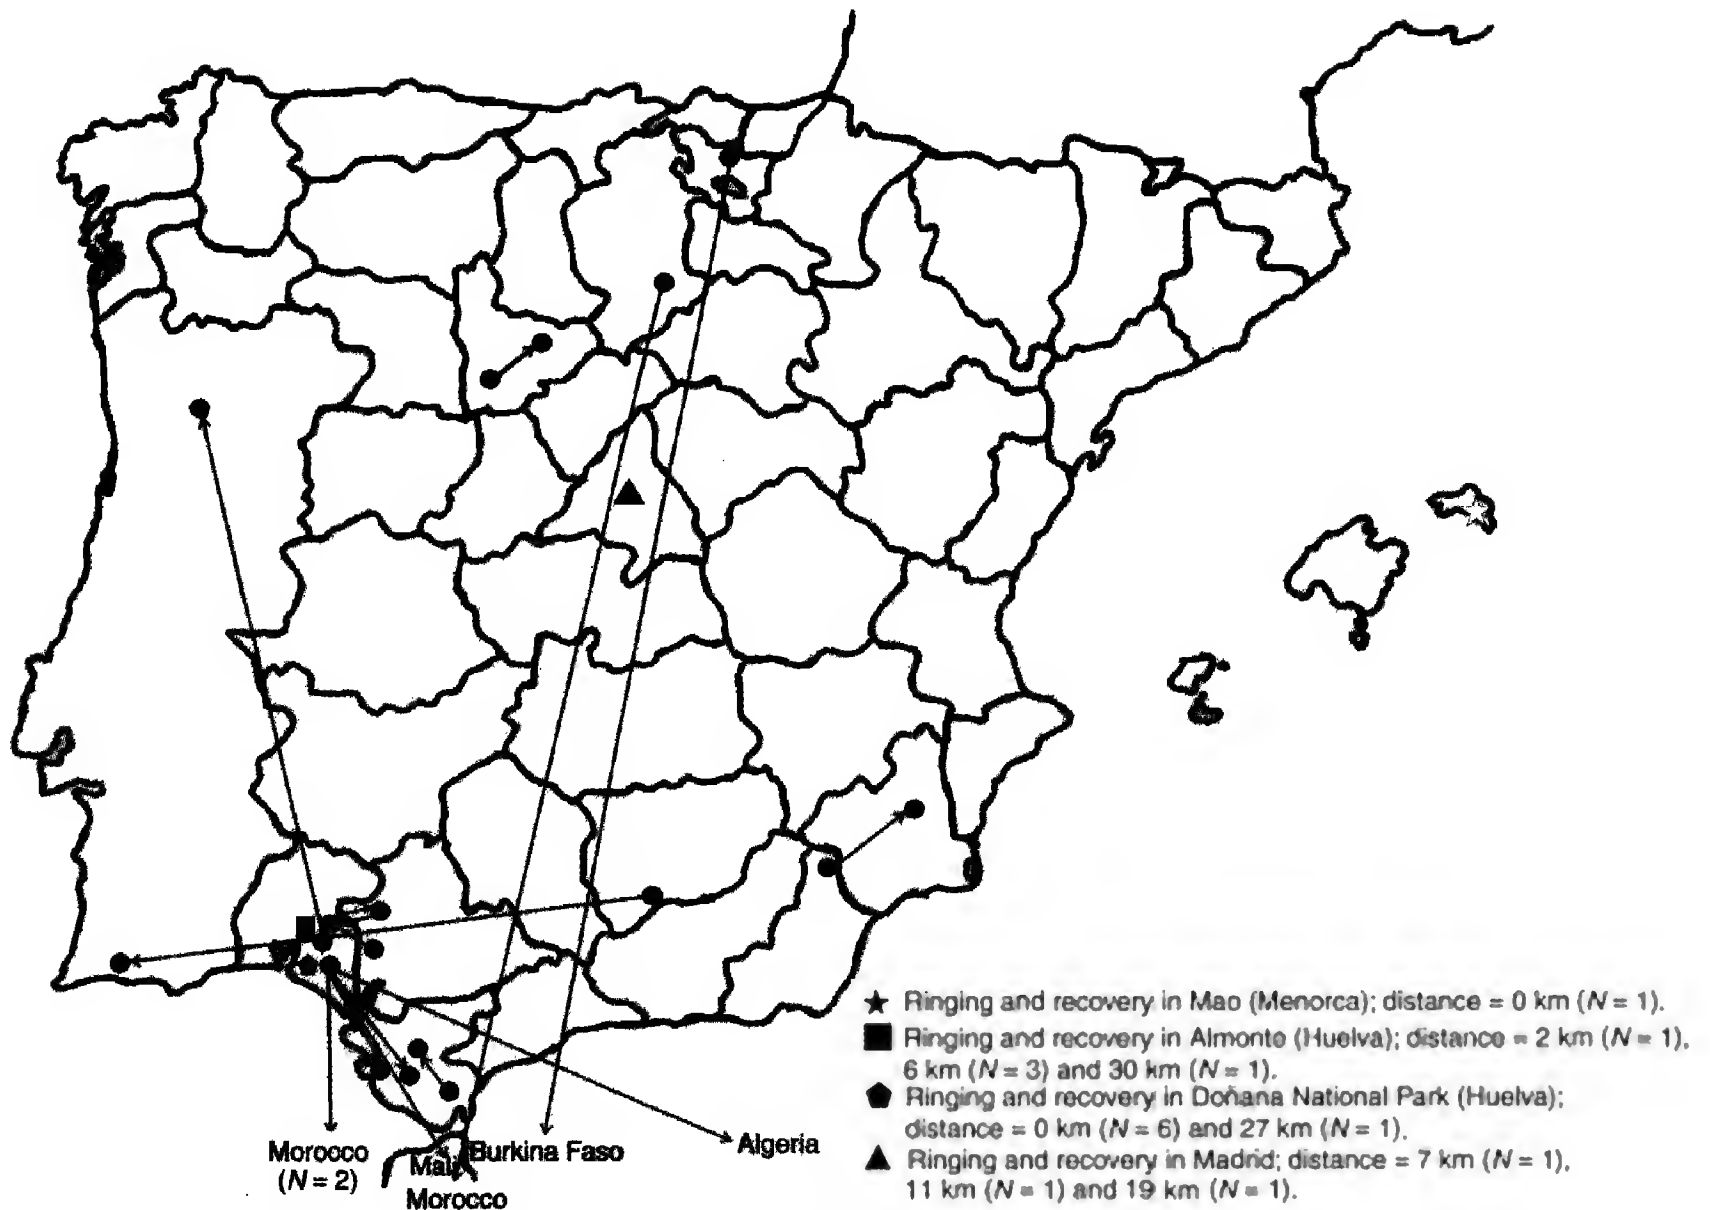 Morocco
(N = 2)
Mali
Burkina Faso
Morocco
Algeria
Ringing and recovery in Mao (Menorca); distance = 0 km (N = 1).
Ringing and recovery in Almonto (Huelva); distance = 2 km (N = 1),
6 km (N = 3) and 30 km (N = 1).
Ringing and recovery in Doñana National Park (Huelva);
distance = 0 km (N = 6) and 27 km (N = 1).
Ringing and recovery in Madrid; distance = 7 km (N = 1),
11 km (N = 1) and 19 km (N = 1).